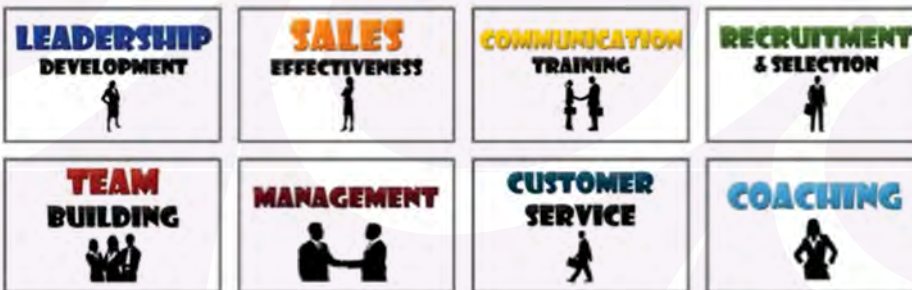 LEADERSHIP
DEVELOPMENT
SALES
EFFECTIVENESS
COMMUNICATION
TRAINING
RECRUITMENT
& SELECTION
TEAM
BUILDING
MANAGEMENT
CUSTOMER
SERVICE
COACHING